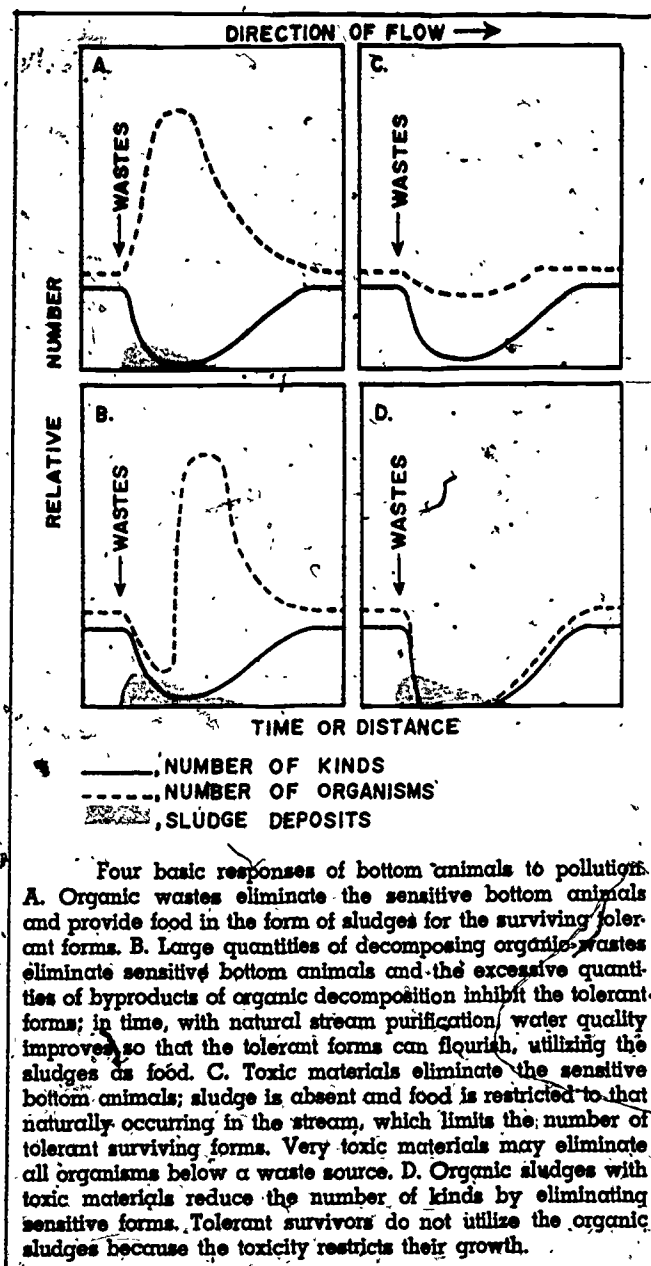 DIRECTION OF FLOW →
A.
C.
WASTES
WASTES
NUMBER
B.
D.
RELATIVE
WASTES
WASTES
TIME OR DISTANCE
, NUMBER OF KINDS
, NUMBER OF ORGANISMS
, SLUDGE DEPOSITS
Four basic responses of bottom animals to pollution.
A. Organic wastes eliminate the sensitive bottom animals
and provide food in the form of sludges for the surviving toler-
ant forms. B. Large quantities of decomposing organic wastes
eliminate sensitive bottom animals and the excessive quanti-
ties of byproducts of organic decomposition inhibit the tolerant
forms; in time, with natural stream purification, water quality
improves so that the tolerant forms can flourish, utilizing the
sludges as food. C. Toxic materials eliminate the sensitive
bottom animals; sludge is absent and food is restricted to that
naturally occurring in the stream, which limits the number of
tolerant surviving forms. Very toxic materials may eliminate
all organisms below a waste source. D. Organic sludges with
toxic materials reduce the number of kinds by eliminating
sensitive forms. Tolerant survivors do not utilize the organic
sludges because the toxicity restricts their growth.